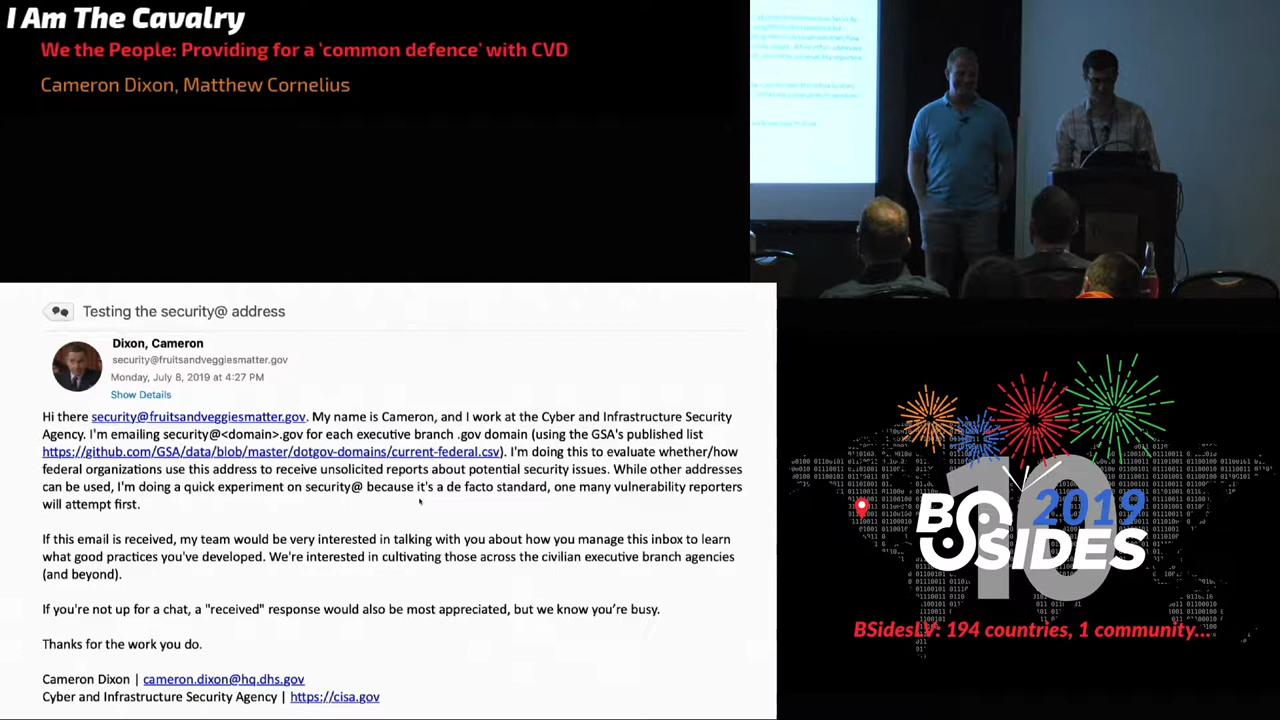 I Am The Cavalry
We the People: Providing for a 'common defence' with CVD
Cameron Dixon, Matthew Cornelius
Testing the security@ address
Dixon, Cameron
security@fruitsandveggiesmatter.gov
Monday, July 8, 2019 at 4:27 PM
Show Details
Hi there security@fruitsandveggiesmatter.gov. My name is Cameron, and I work at the Cyber and Infrastructure Security
Agency. I'm emailing security@<domain>.gov for each executive branch .gov domain (using the GSA's published list
https://github.com/GSA/data/blob/master/dotgov-domains/current-federal.csv). I'm doing this to evaluate whether/how
federal organizations use this address to receive unsolicited reports about potential security issues. While other addresses
can be used, I'm doing a quick experiment on security@ because it's a de facto standard, one many vulnerability reporters
will attempt first.
If this email is received, my team would be very interested in talking with you about how you manage this inbox to learn
what good practices you've developed. We're interested in cultivating those across the civilian executive branch agencies
(and beyond).
If you're not up for a chat, a "received" response would also be most appreciated, but we know you're busy.
Thanks for the work you do.
Cameron Dixon | cameron.dixon@hq.dhs.gov
Cyber and Infrastructure Security Agency | https://cisa.gov
10
2019
BSIDES
BSidesLV: 194 countries, 1 community...